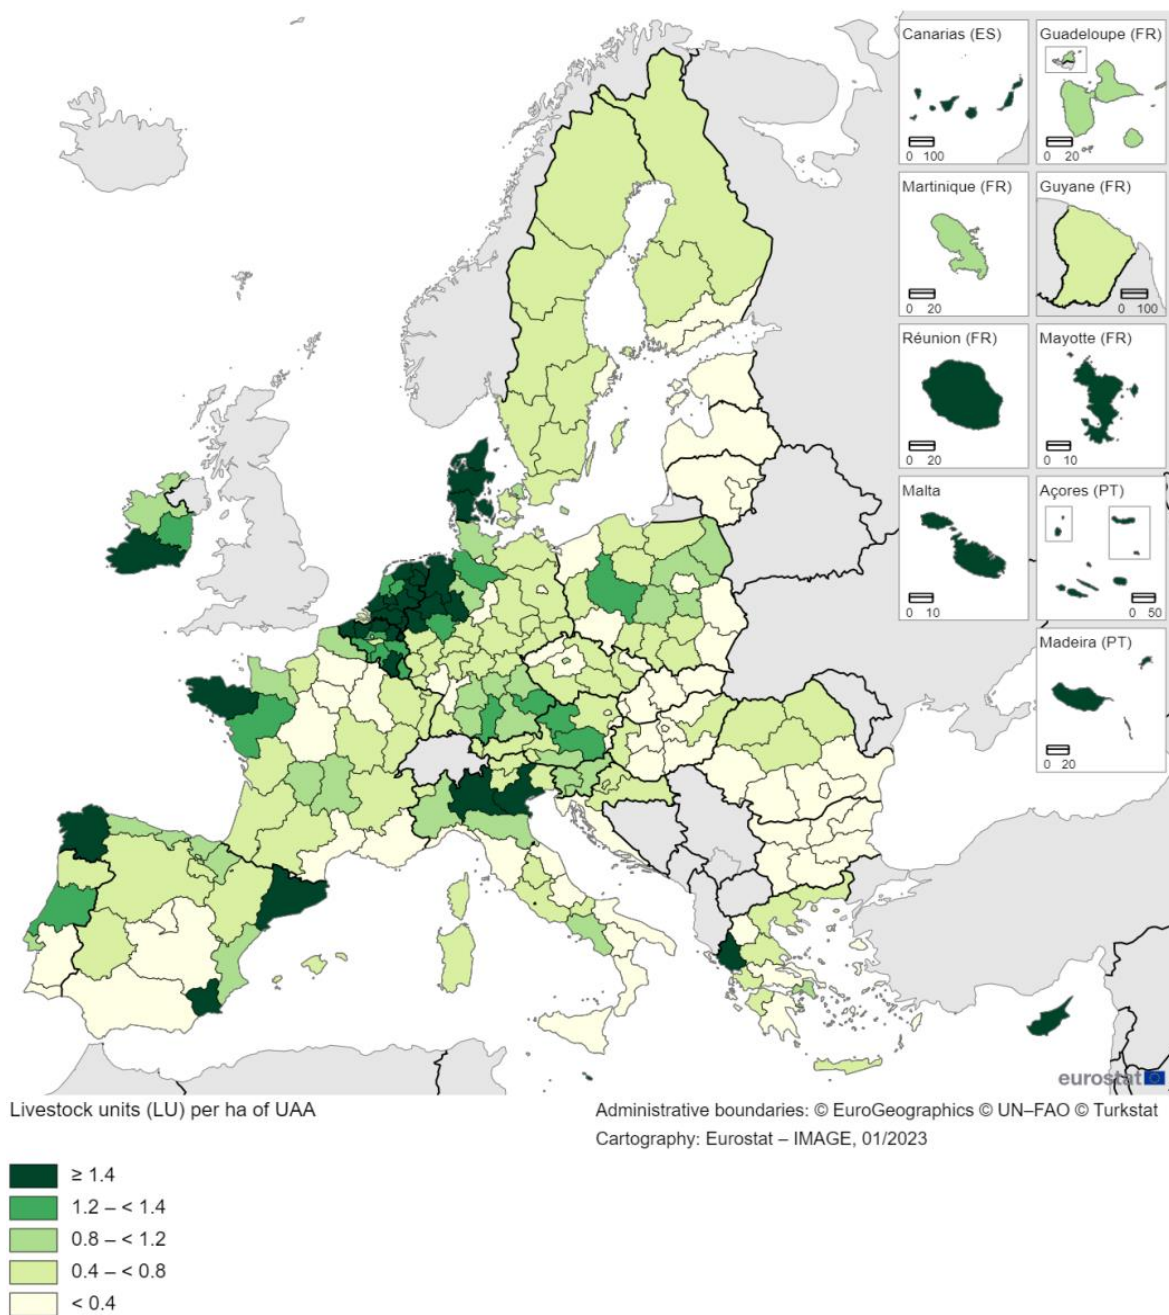 Canarias (ES)
0 100
Guadeloupe (FR)
0 20
Martinique (FR)
0 20
Guyane (FR)
0 100
Réunion (FR)
0 20
Mayotte (FR)
0 10
Malta
0 10
Açores (PT)
0 50
Madeira (PT)
0 20
eurostat
Livestock units (LU) per ha of UAA
Administrative boundaries: © EuroGeographics © UN–FAO © Turkstat
Cartography: Eurostat – IMAGE, 01/2023
≥ 1.4
1.2 – < 1.4
0.8 – < 1.2
0.4 – < 0.8
< 0.4